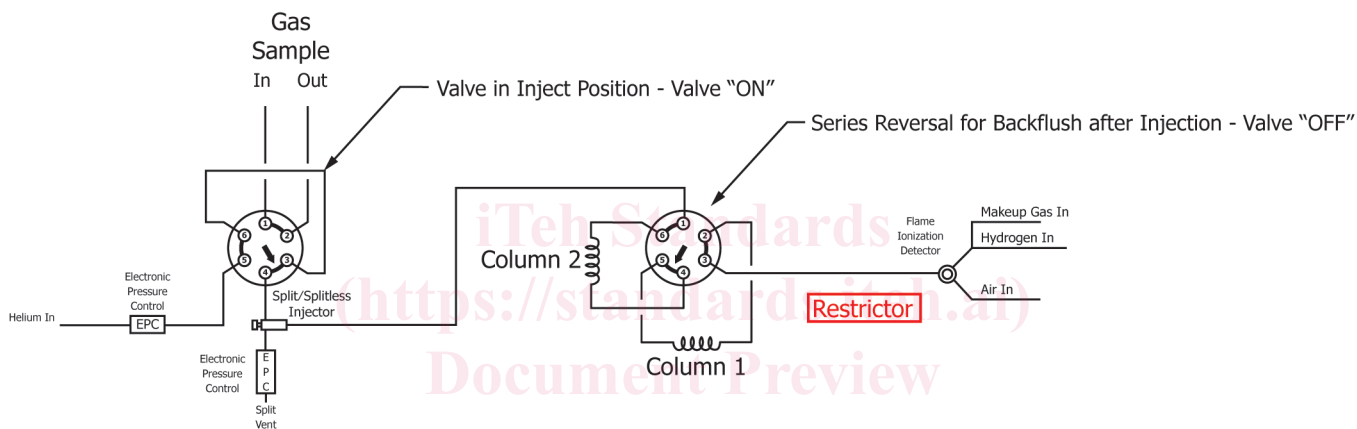 Gas
Sample
In Out
Valve in Inject Position - Valve “ON”
Series Reversal for Backflush after Injection - Valve “OFF”
1
2
3
4
5
6
1
2
3
4
5
6
iTeh Standards
(https://standards.iteh.ai)
Document Preview
Column 2
Column 1
Flame
Ionization
Detector
Makeup Gas In
Hydrogen In
Air In
Restrictor
Electronic
Pressure
Control
EPC
Helium In
Split/Splitless
Injector
Electronic
Pressure
Control
E
P
C
Split
Vent